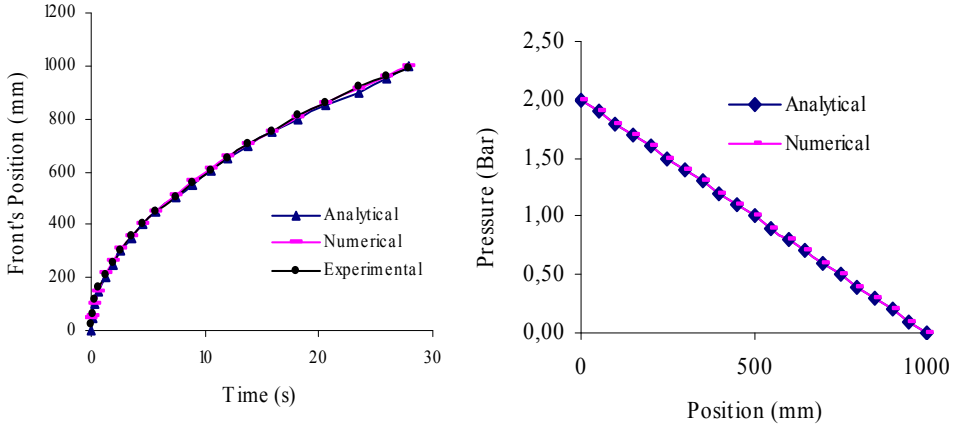 1200
1000
800
600
400
200
0
Front's Position (mm)
Analytical
Numerical
Experimental
0 10 20 30
Time (s)
2,50
2,00
1,50
1,00
0,50
0,00
Pressure (Bar)
Analytical
Numerical
0 500 1000
Position (mm)